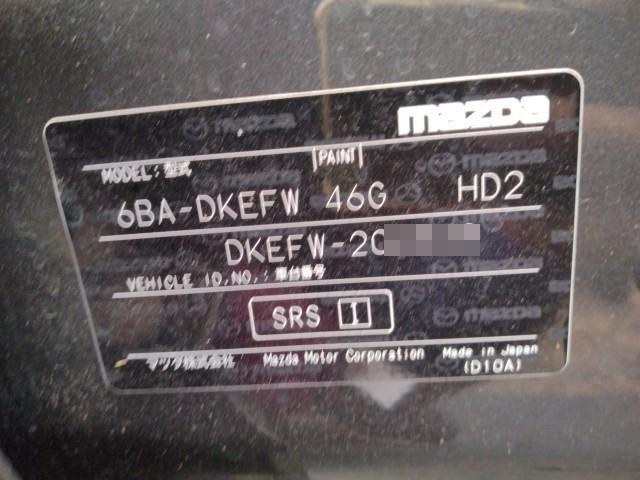 mazda
MODEL:型式 PAINT
6BA-DKEFW 46G HD2
DKEFW-20
VEHICLE ID.NO.:車台番号
SRS I
マツダ株式会社 Mazda Motor Corporation Made in Japan
(D10A)